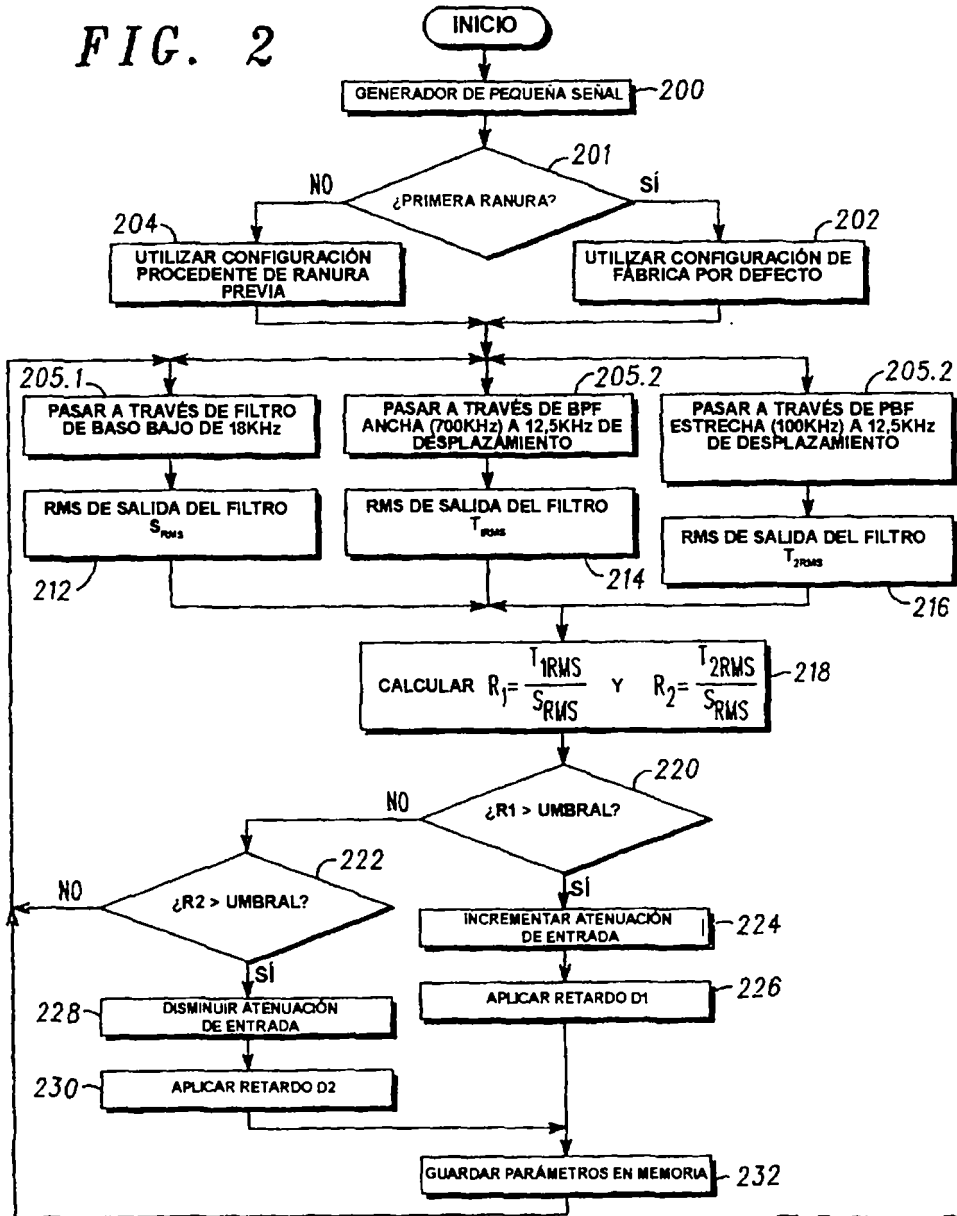 FIG. 2
INICIO
GENERADOR DE PEQUEÑA SEÑAL
200
201
¿PRIMERA RANURA?
NO
SÍ
204
UTILIZAR CONFIGURACIÓN
PROCEDENTE DE RANURA
PREVIA
202
UTILIZAR CONFIGURACIÓN DE
FÁBRICA POR DEFECTO
205.1
PASAR A TRAVÉS DE FILTRO
DE BASO BAJO DE 18KHz
205.2
PASAR A TRAVÉS DE BPF
ANCHA (700KHz) A 12,5KHz DE
DESPLAZAMIENTO
205.2
PASAR A TRAVÉS DE PBF
ESTRECHA (100KHz) A 12,5KHz
DE DESPLAZAMIENTO
RMS DE SALIDA DEL FILTRO
SRMS
212
RMS DE SALIDA DEL FILTRO
T1RMS
214
RMS DE SALIDA DEL FILTRO
T2RMS
216
CALCULAR R1=T1RMS/SRMS Y R2=T2RMS/SRMS
218
220
¿R1 > UMBRAL?
NO
SÍ
222
¿R2 > UMBRAL?
NO
SÍ
INCREMENTAR ATENUACIÓN
DE ENTRADA
224
APLICAR RETARDO D1
226
228
DISMINUIR ATENUACIÓN
DE ENTRADA
230
APLICAR RETARDO D2
GUARDAR PARÁMETROS EN MEMORIA
232